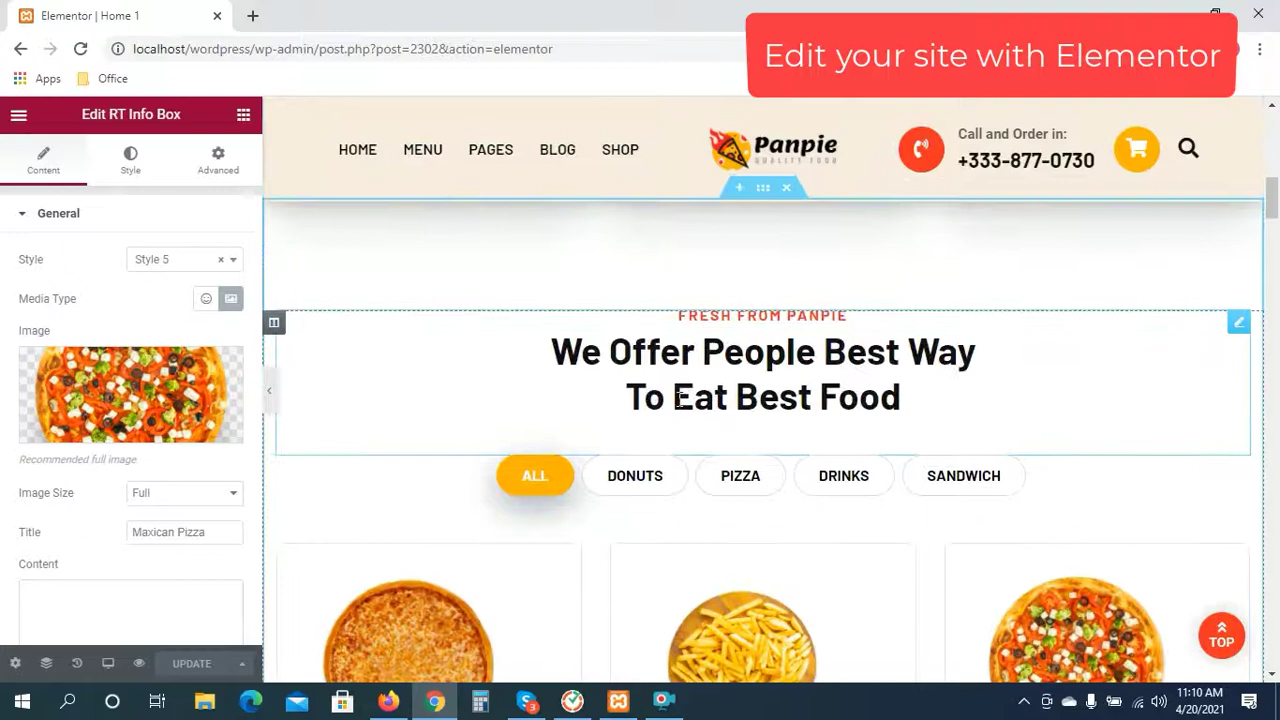 Elementor | Home 1
localhost/wordpress/wp-admin/post.php?post=2302&action=elementor
Edit your site with Elementor
Apps
Office
Edit RT Info Box
Content
Style
Advanced
General
Style
Style 5
Media Type
Image
Recommended full image
Image Size
Full
Title
Maxican Pizza
Content
UPDATE
HOME
MENU
PAGES
BLOG
SHOP
Panpie
QUALITY FOOD
Call and Order in:
+333-877-0730
FRESH FROM PANPIE
We Offer People Best Way
To Eat Best Food
ALL
DONUTS
PIZZA
DRINKS
SANDWICH
TOP
3
11:10 AM
4/20/2021